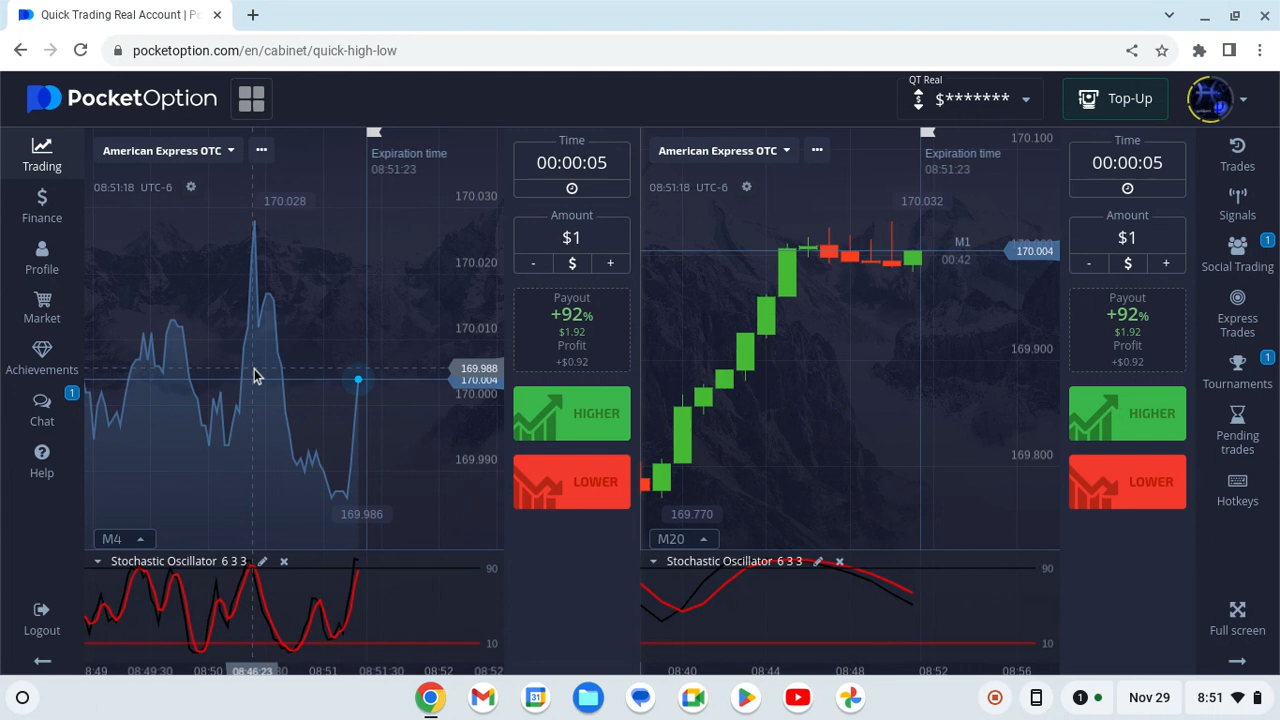 Quick Trading Real Account | Po
pocketoption.com/en/cabinet/quick-high-low
PocketOption
QT Real
$*******
Top-Up
Trading
Finance
Profile
Market
Achievements
1
Chat
Help
Logout
American Express OTC
08:51:18 UTC-6
Expiration time
08:51:23
170.028
170.030
170.020
170.010
169.988
170.004
170.000
169.990
169.986
M4
Stochastic Oscillator 6 3 3
90
10
8:49
08:49:30
08:50
08:46:23
08:51
08:51:30
08:52
08:52
Time
00:00:05
Amount
$1
- $ +
Payout
+92%
$1.92
Profit
+$0.92
HIGHER
LOWER
American Express OTC
08:51:18 UTC-6
Expiration time
08:51:23
170.100
170.032
M1
00:42
170.004
169.900
169.800
169.770
M20
Stochastic Oscillator 6 3 3
90
10
08:40
08:44
08:48
08:52
08:56
Time
00:00:05
Amount
$1
- $ +
Payout
+92%
$1.92
Profit
+$0.92
HIGHER
LOWER
Trades
Signals
1
Social Trading
Express
Trades
1
Tournaments
Pending
trades
Hotkeys
Full screen
1
Nov 29
8:51